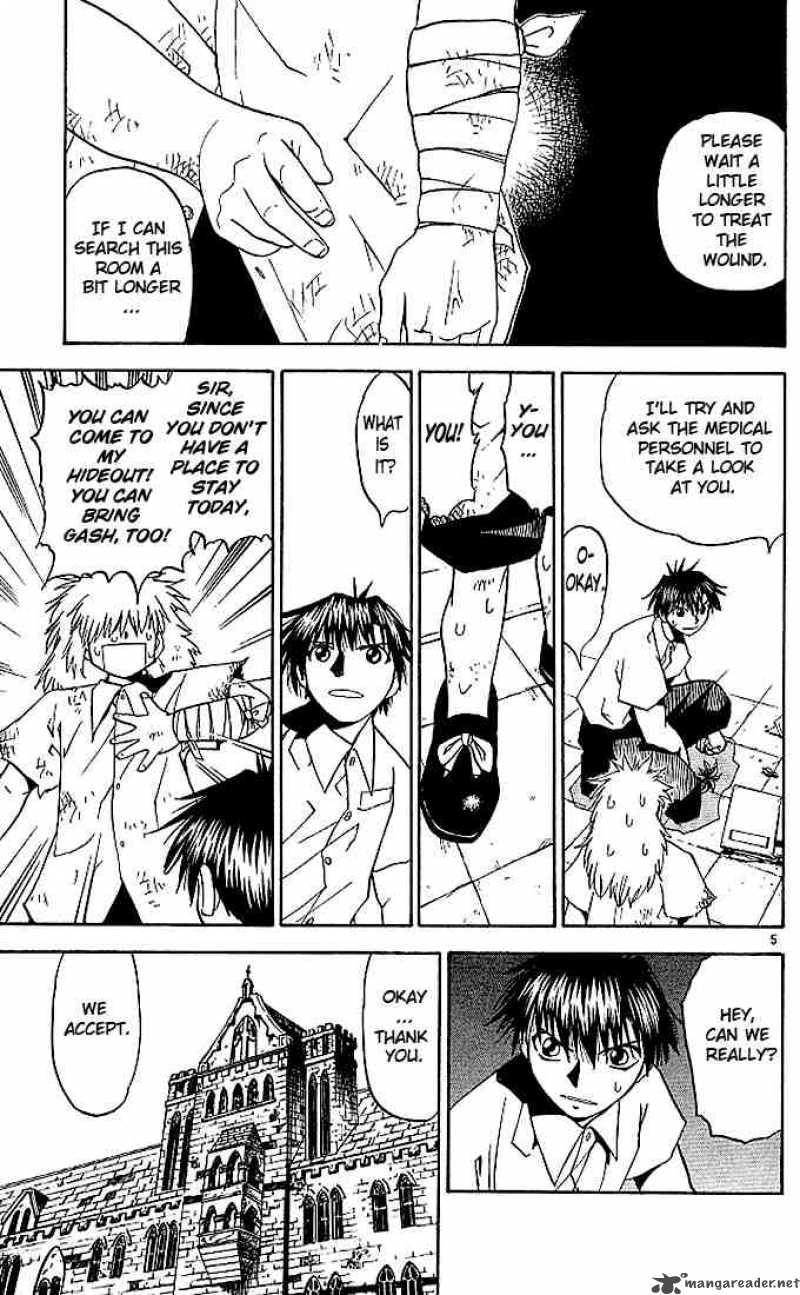 PLEASE
WAIT A
LITTLE
LONGER
TO TREAT
THE
WOUND.
IF I CAN
SEARCH THIS
ROOM A
BIT LONGER
...
I'LL TRY AND
ASK THE MEDICAL
PERSONNEL TO
TAKE A LOOK
AT YOU.
O-
OKAY.
Y-
YOU
...
YOU!
WHAT
IS
IT?
SIR,
SINCE
YOU DON'T
HAVE A
PLACE TO
STAY
TODAY,
YOU CAN
COME TO
MY
HIDEOUT!
YOU CAN
BRING
GASH, TOO!
5
HEY,
CAN WE
REALLY?
OKAY
...
THANK
YOU.
WE
ACCEPT.
mangareader.net